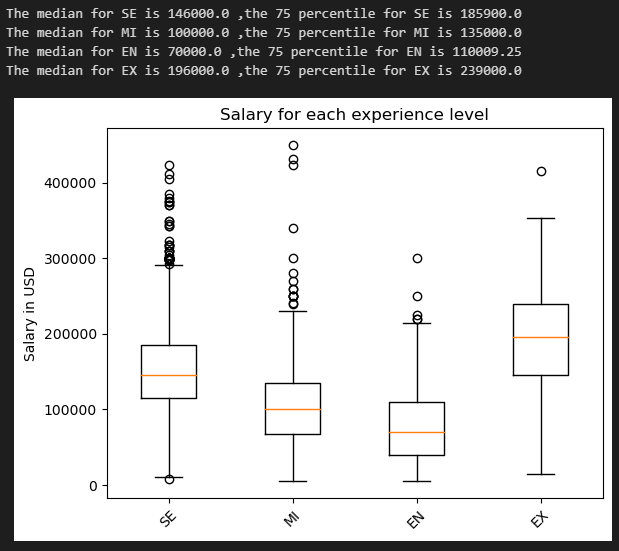 The median for SE is 146000.0 ,the 75 percentile for SE is 185900.0
The median for MI is 100000.0 ,the 75 percentile for MI is 135000.0
The median for EN is 70000.0 ,the 75 percentile for EN is 110009.25
The median for EX is 196000.0 ,the 75 percentile for EX is 239000.0
Salary for each experience level
400000
300000
200000
100000
0
Salary in USD
SE
MI
EN
EX